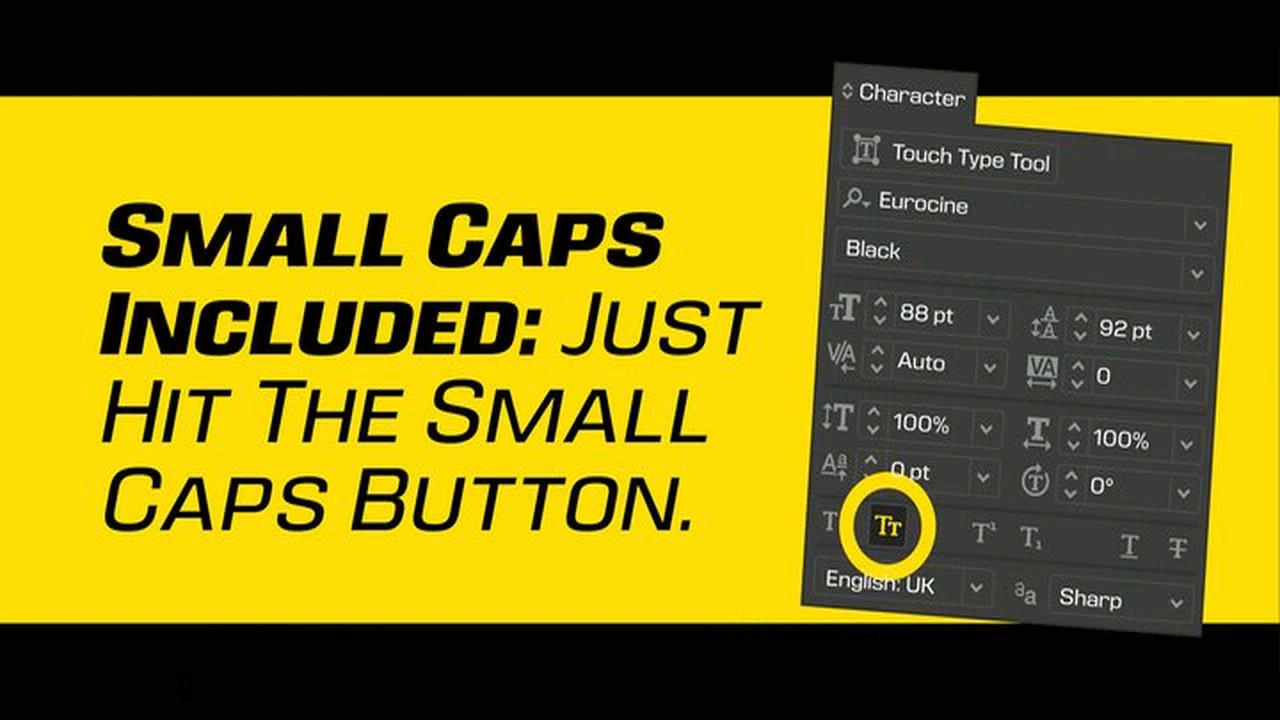 Small Caps
Included: Just
Hit The Small
Caps Button.
Character
Touch Type Tool
Eurocine
Black
88 pt
92 pt
Auto
0
100%
100%
0 pt
0°
English: UK
Sharp